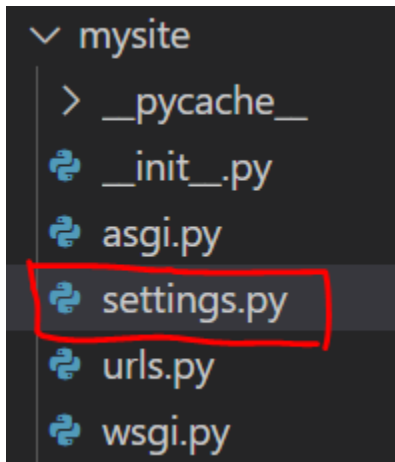 mysite
__pycache__
__init__.py
asgi.py
settings.py
urls.py
wsgi.py